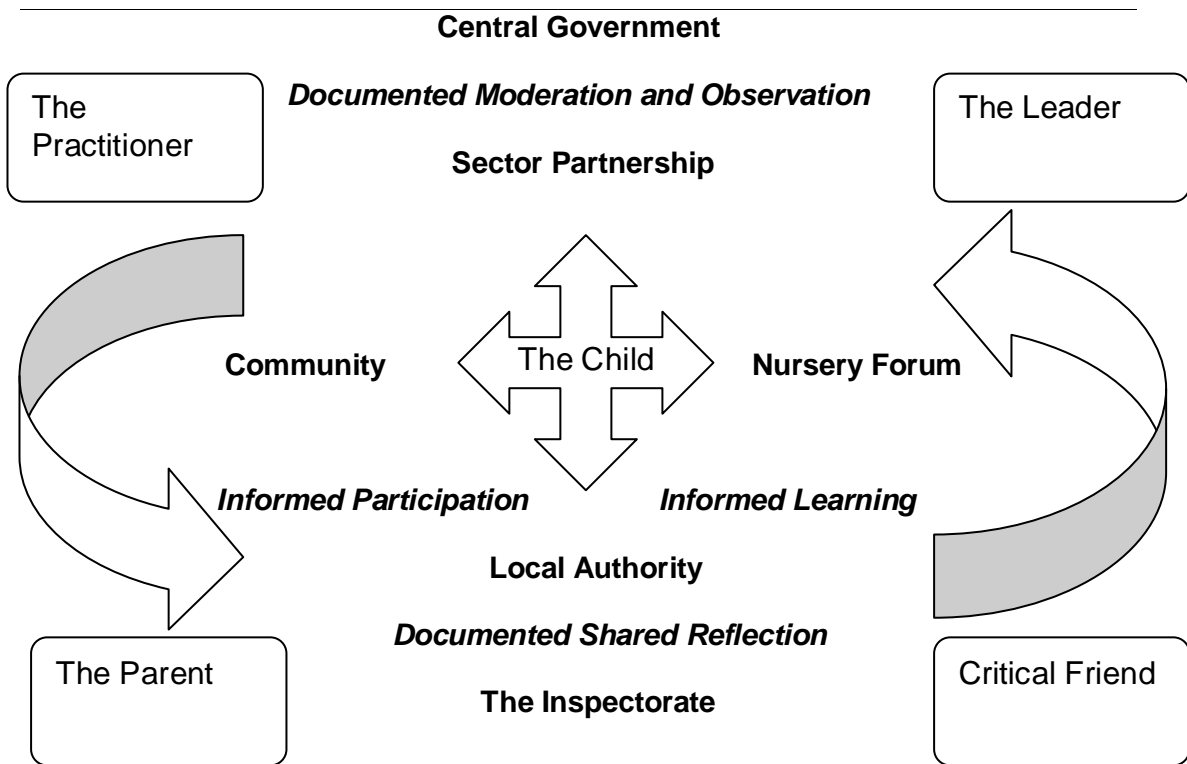 Central Government
The
Practitioner
Documented Moderation and Observation
The Leader
Sector Partnership
Community
The Child
Nursery Forum
Informed Participation
Informed Learning
Local Authority
Documented Shared Reflection
The Parent
Critical Friend
The Inspectorate